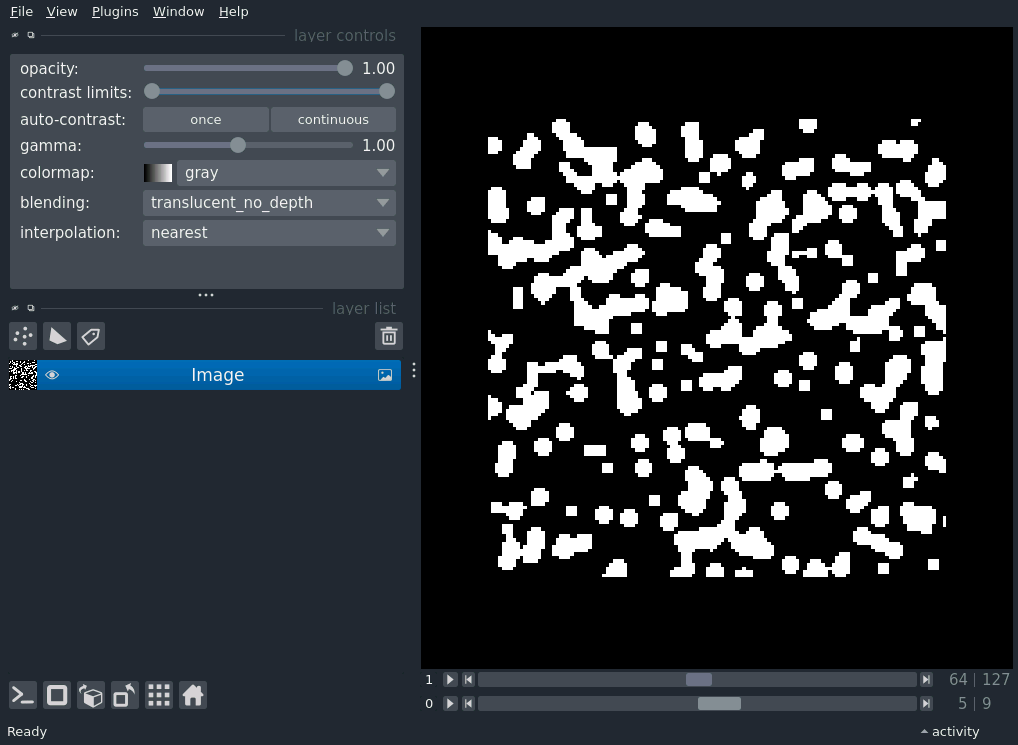 File View Plugins Window Help
layer controls
opacity: 1.00
contrast limits:
auto-contrast: once continuous
gamma: 1.00
colormap: gray
blending: translucent_no_depth
interpolation: nearest
layer list
Image
1 64 | 127
0 5 | 9
Ready activity